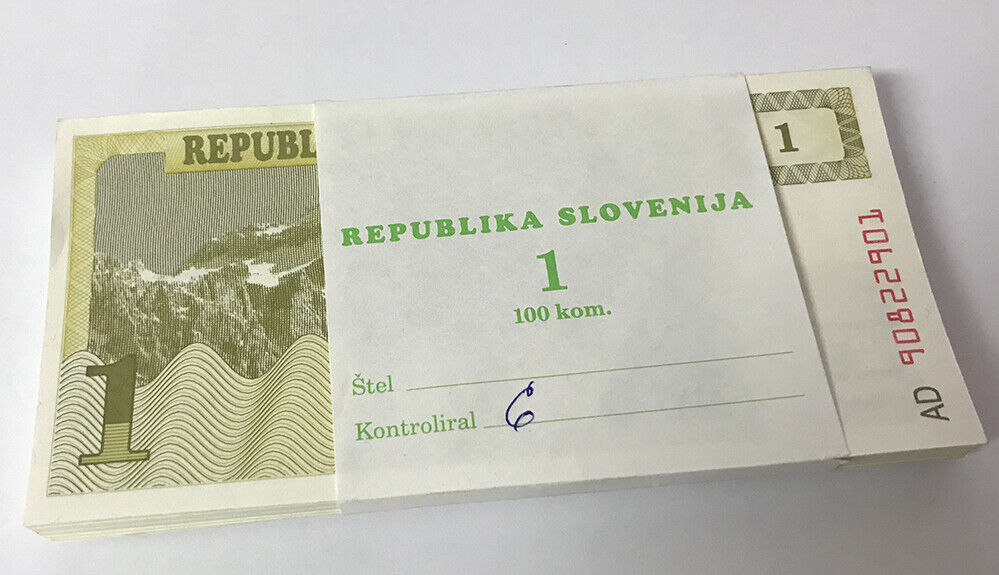 REPUBL
1
REPUBLIKA SLOVENIJA
1
100 kom.
Štel
Kontroliral
1
AD 90822901